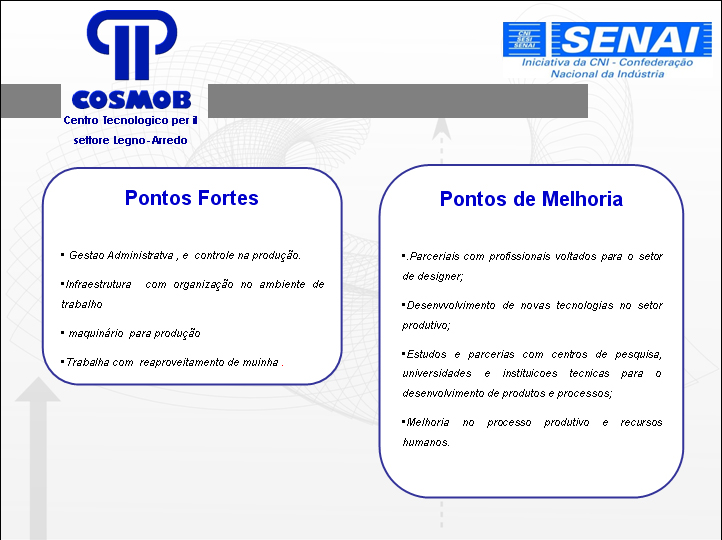 COSMOB
Centro Tecnologico per il
settore Legno-Arredo
CNI
SESI
SENAI
SENAI
Iniciativa da CNI - Confederação
Nacional da Indústria
Pontos Fortes
• Gestao Administratva , e controle na produção.
•Infraestrutura com organização no ambiente de
trabalho
• maquinário para produção
•Trabalha com reaproveitamento de muinha .
Pontos de Melhoria
•.Parceriais com profissionais voltados para o setor
de designer;
•Desenvvolvimento de novas tecnologias no setor
produtivo;
•Estudos e parcerias com centros de pesquisa,
universidades e instituicoes tecnicas para o
desenvolvimento de produtos e processos;
•Melhoria no processo produtivo e recursos
humanos.